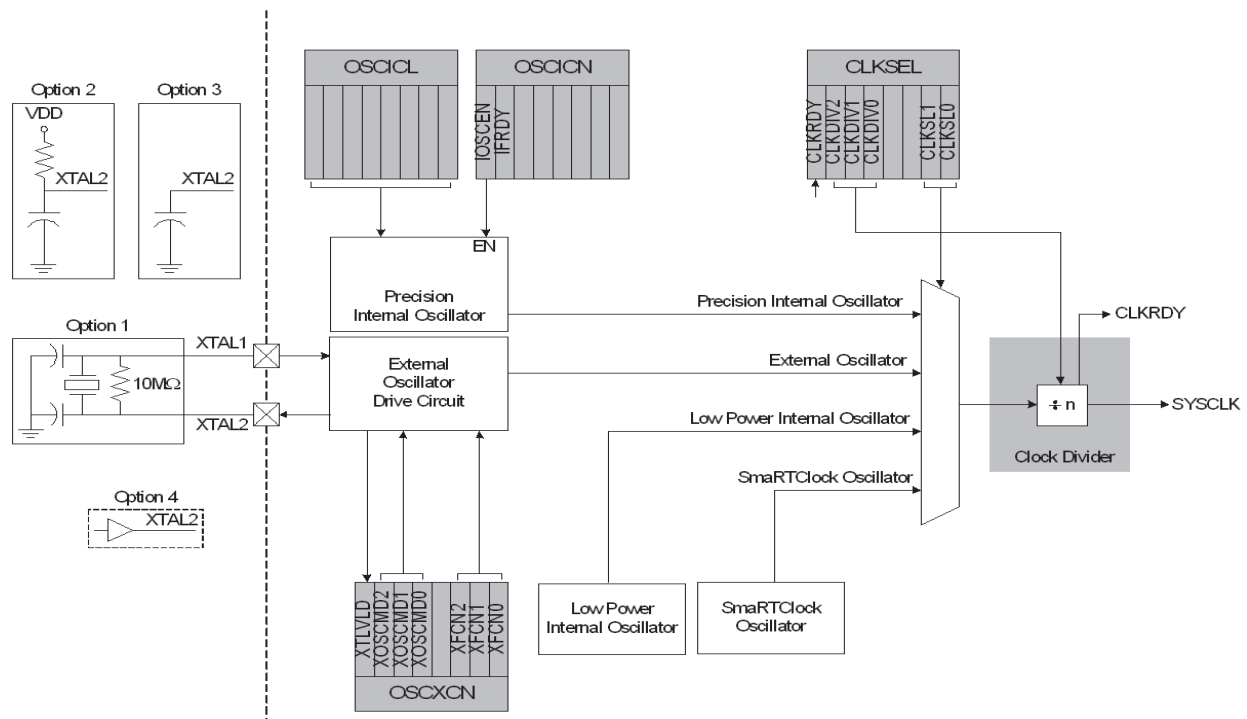 OSCICL
OSCICN
CLKSEL
IOSCEN
IFRDY
CLKRDY
CLKDIV2
CLKDIV1
CLKDIV0
CLKSL1
CLKSL0
Option 2
VDD
XTAL2
Option 3
XTAL2
EN
Precision
Internal Oscillator
Precision Internal Oscillator
CLKRDY
Option 1
10MΩ
XTAL1
XTAL2
External
Oscillator
Drive Circuit
External Oscillator
Low Power Internal Oscillator
SmaRTClock Oscillator
÷ n
SYSCLK
Clock Divider
Option 4
XTAL2
XTLVLD
XOSCMD2
XOSCMD1
XOSCMD0
XFCN2
XFCN1
XFCN0
OSCXCN
Low Power
Internal Oscillator
SmaRTClock
Oscillator